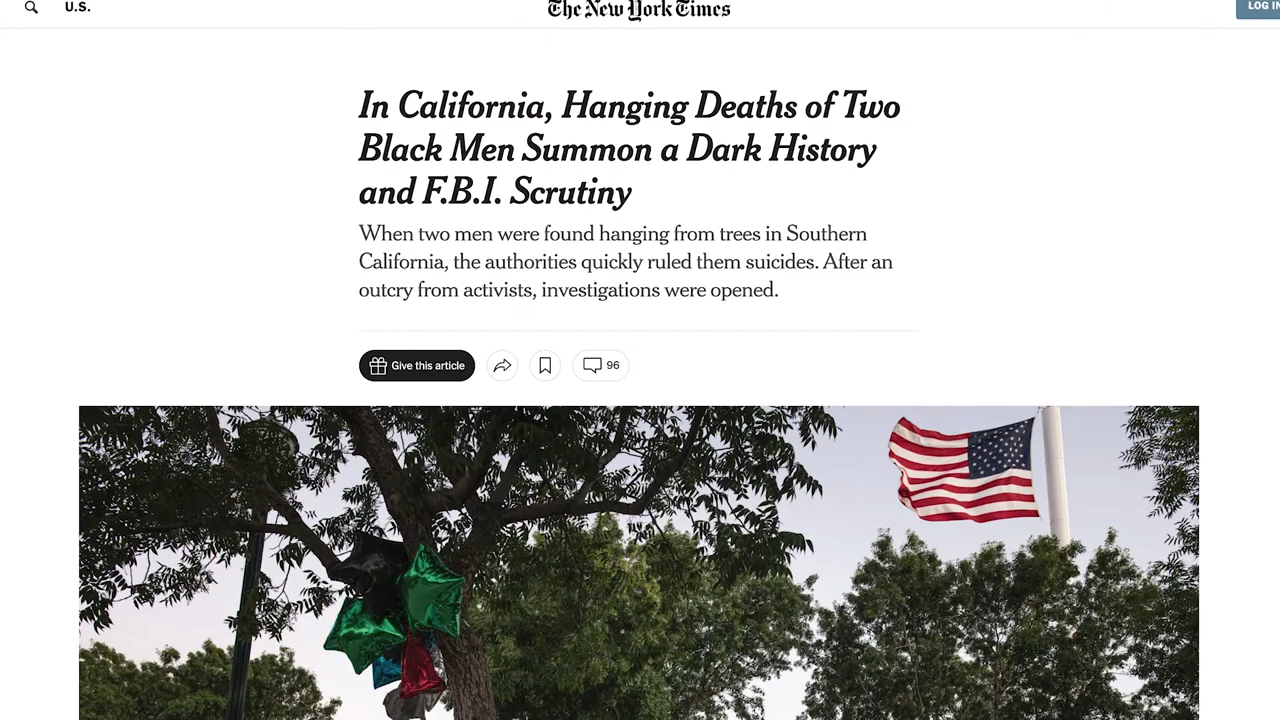 U.S.
The New York Times
LOG IN
In California, Hanging Deaths of Two
Black Men Summon a Dark History
and F.B.I. Scrutiny
When two men were found hanging from trees in Southern
California, the authorities quickly ruled them suicides. After an
outcry from activists, investigations were opened.
Give this article
96